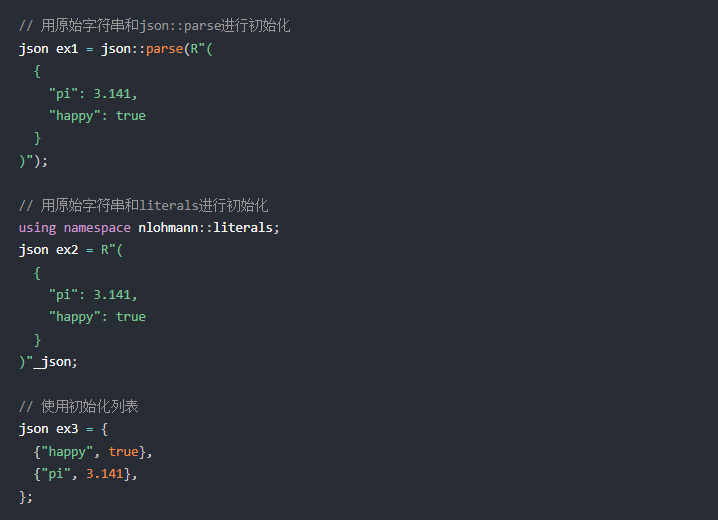 // 用原始字符串和json::parse进行初始化
json ex1 = json::parse(R"(
  {
    "pi": 3.141,
    "happy": true
  }
)");

// 用原始字符串和literals进行初始化
using namespace nlohmann::literals;
json ex2 = R"(
  {
    "pi": 3.141,
    "happy": true
  }
)"_json;

// 使用初始化列表
json ex3 = {
  {"happy", true},
  {"pi", 3.141},
};